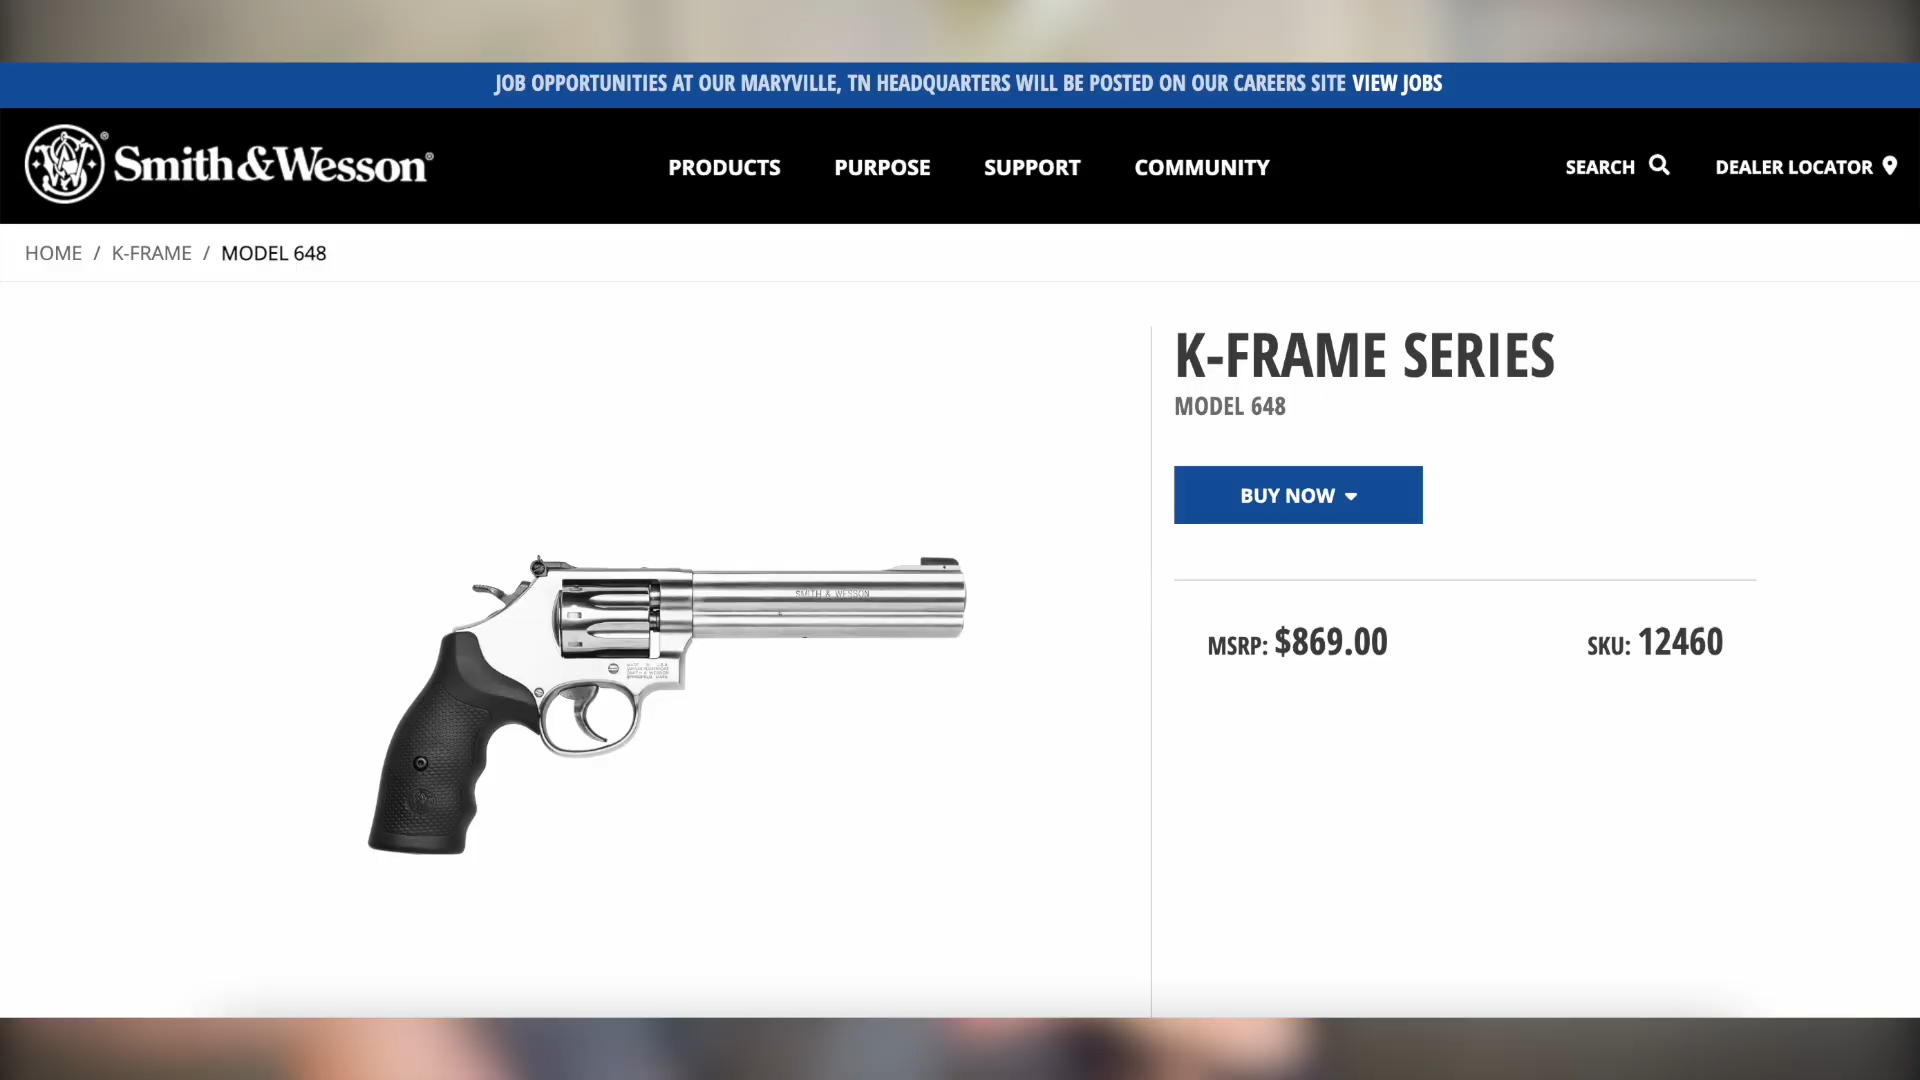 JOB OPPORTUNITIES AT OUR MARYVILLE, TN HEADQUARTERS WILL BE POSTED ON OUR CAREERS SITE VIEW JOBS
Smith&Wesson®
PRODUCTS PURPOSE SUPPORT COMMUNITY
SEARCH DEALER LOCATOR
HOME / K-FRAME / MODEL 648
K-FRAME SERIES
MODEL 648
BUY NOW
MSRP: $869.00 SKU: 12460
SMITH & WESSON